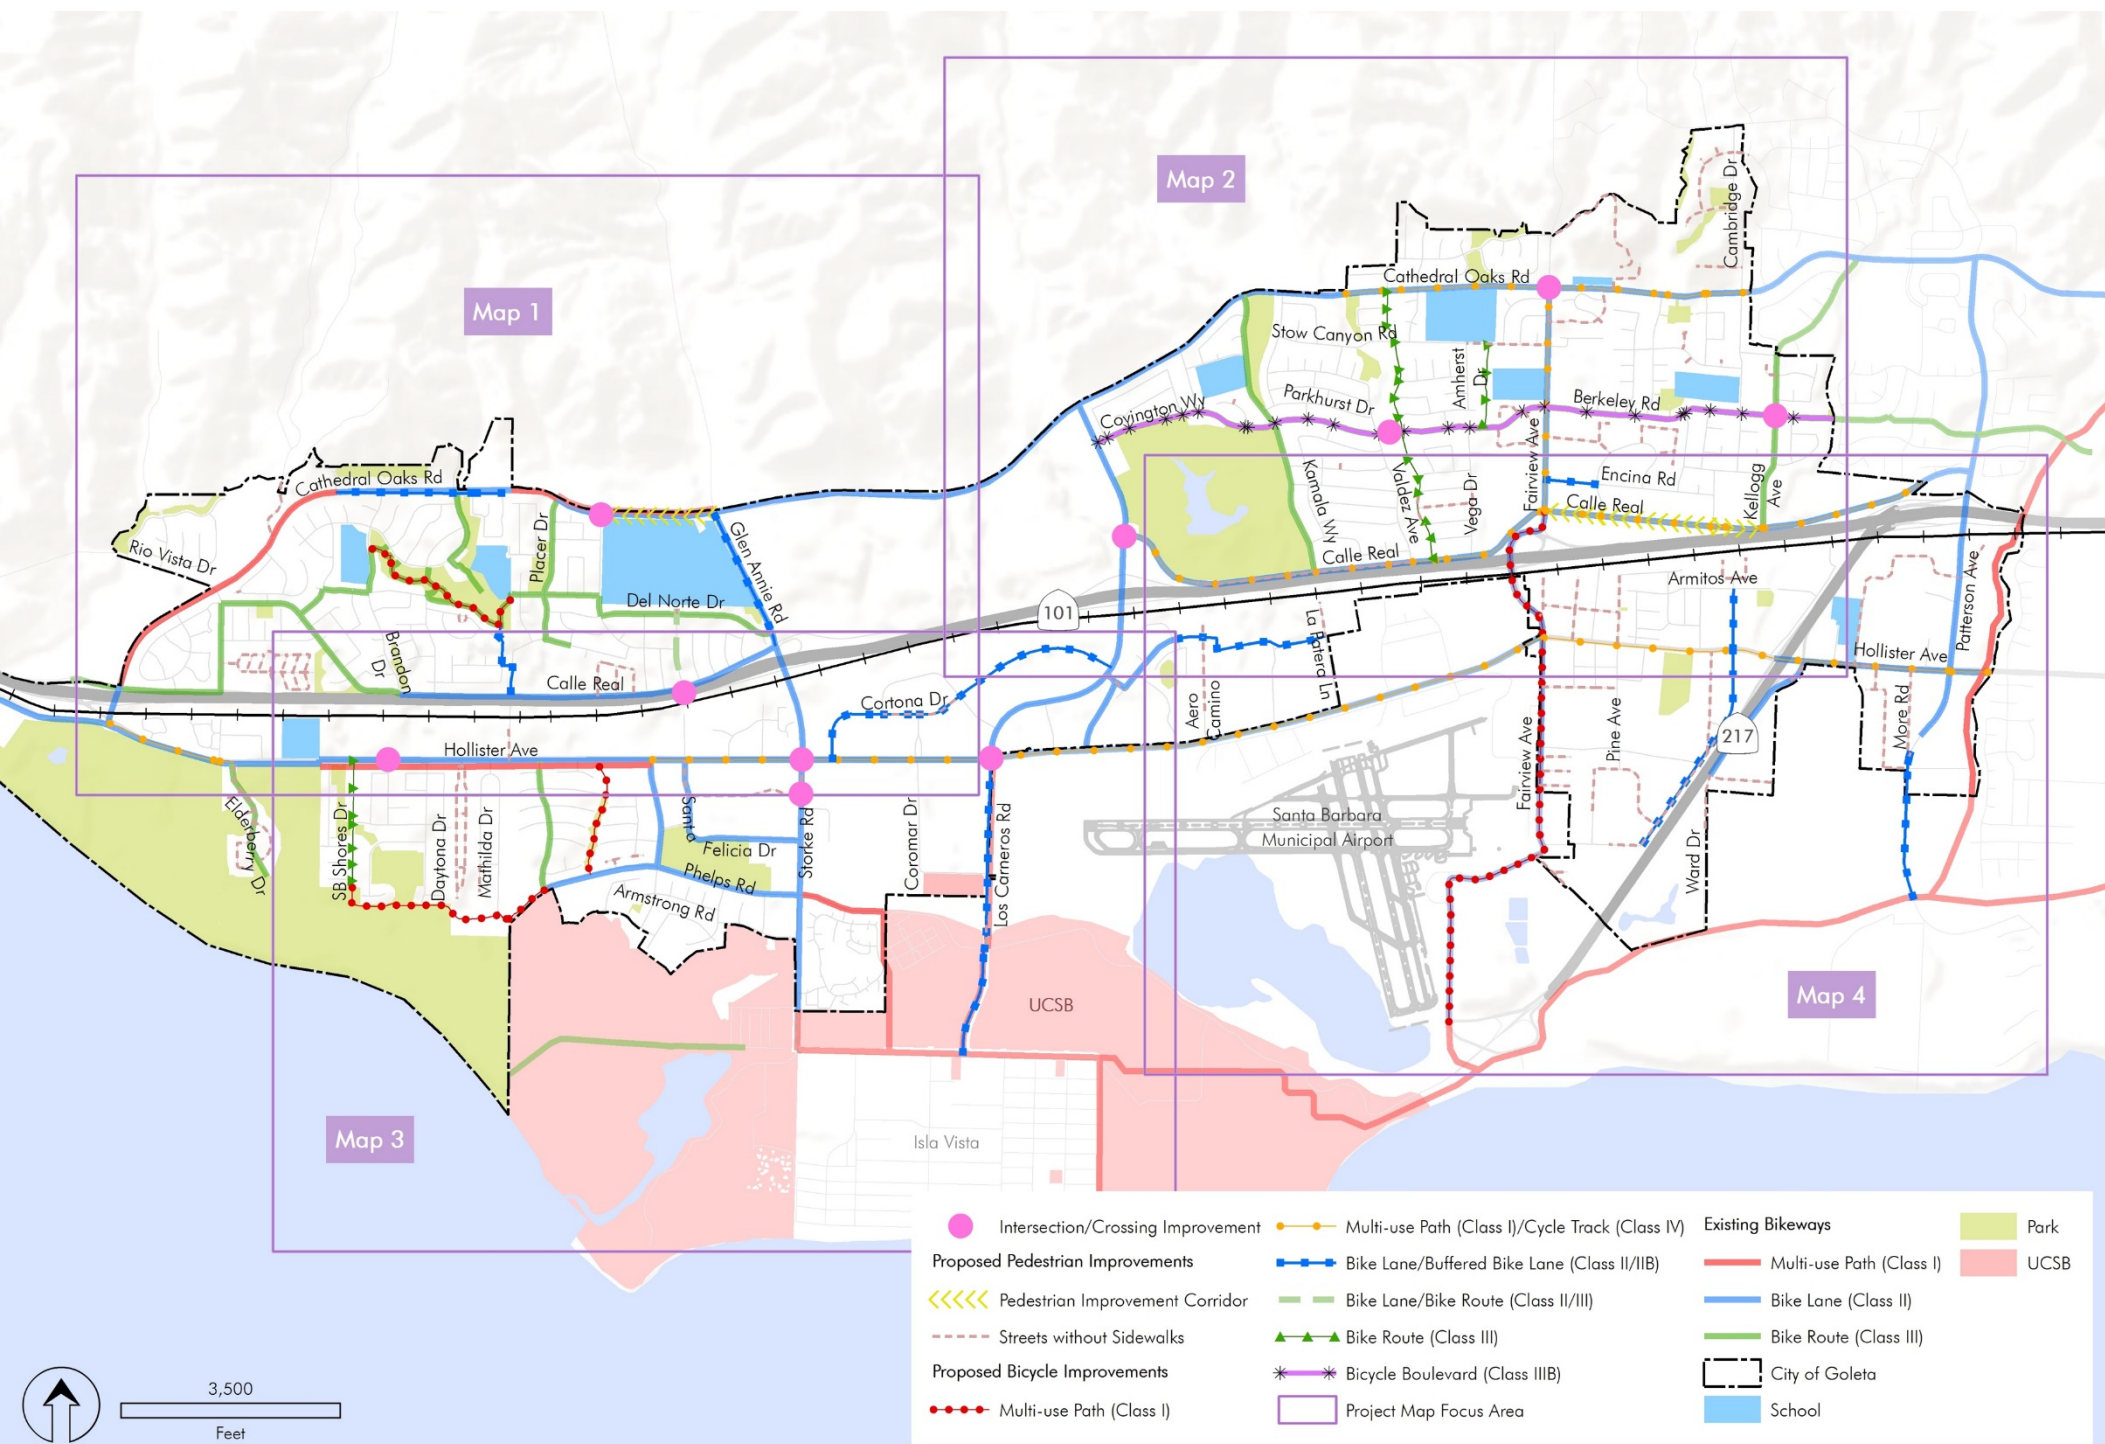 Map 2
Cambridge Dr
Map 1
Cathedral Oaks Rd
Stow Canyon Rd
Amherst
Dr
Parkhurst Dr
Berkeley Rd
Covington Wy
Fairview Ave
Cathedral Oaks Rd
Placer Dr
Glen Annie Rd
Kamala Wy
Valdez Ave
Vega Dr
Encina Rd
Calle Real
Kellogg
Ave
Rio Vista Dr
Calle Real
Del Norte Dr
101
Armitos Ave
Patterson Ave
Brandon
Dr
La Patera Ln
Hollister Ave
Calle Real
Cortona Dr
Aero
Camino
Pine Ave
More Rd
Hollister Ave
217
Fairview Ave
Elderberry Dr
SB Shores Dr
Daytona Dr
Mathilda Dr
Santa
Felicia Dr
Storke Rd
Coromar Dr
Los Carneros Rd
Santa Barbara
Municipal Airport
Ward Dr
Phelps Rd
Armstrong Rd
UCSB
Map 4
Map 3
Isla Vista
Intersection/Crossing Improvement
Proposed Pedestrian Improvements
Pedestrian Improvement Corridor
Streets without Sidewalks
Proposed Bicycle Improvements
Multi-use Path (Class I)
Multi-use Path (Class I)/Cycle Track (Class IV)
Bike Lane/Buffered Bike Lane (Class II/IIB)
Bike Lane/Bike Route (Class II/III)
Bike Route (Class III)
Bicycle Boulevard (Class IIIB)
Project Map Focus Area
Existing Bikeways
Multi-use Path (Class I)
Bike Lane (Class II)
Bike Route (Class III)
City of Goleta
School
Park
UCSB
3,500
Feet